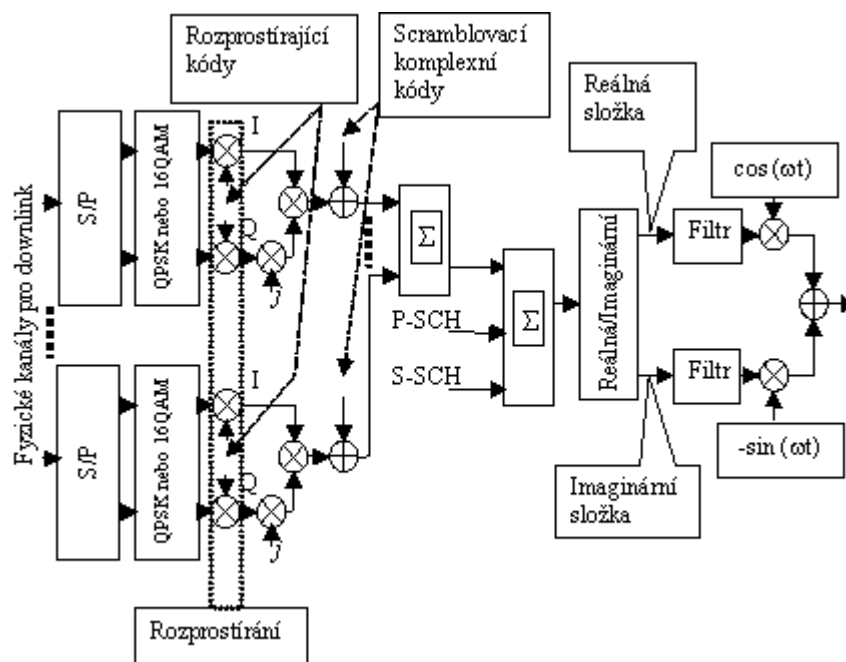 Rozprostírající
kódy
Scramblovací
komplexní
kódy
Reálná
složka
cos (ωt)
Fyzické kanály pro downlink
S/P
QPSK nebo 16QAM
I
Q
j
Σ
Σ
P-SCH
S-SCH
Reálná/Imaginární
Filtr
Filtr
-sin (ωt)
Imaginární
složka
S/P
QPSK nebo 16QAM
I
Q
j
Rozprostírání